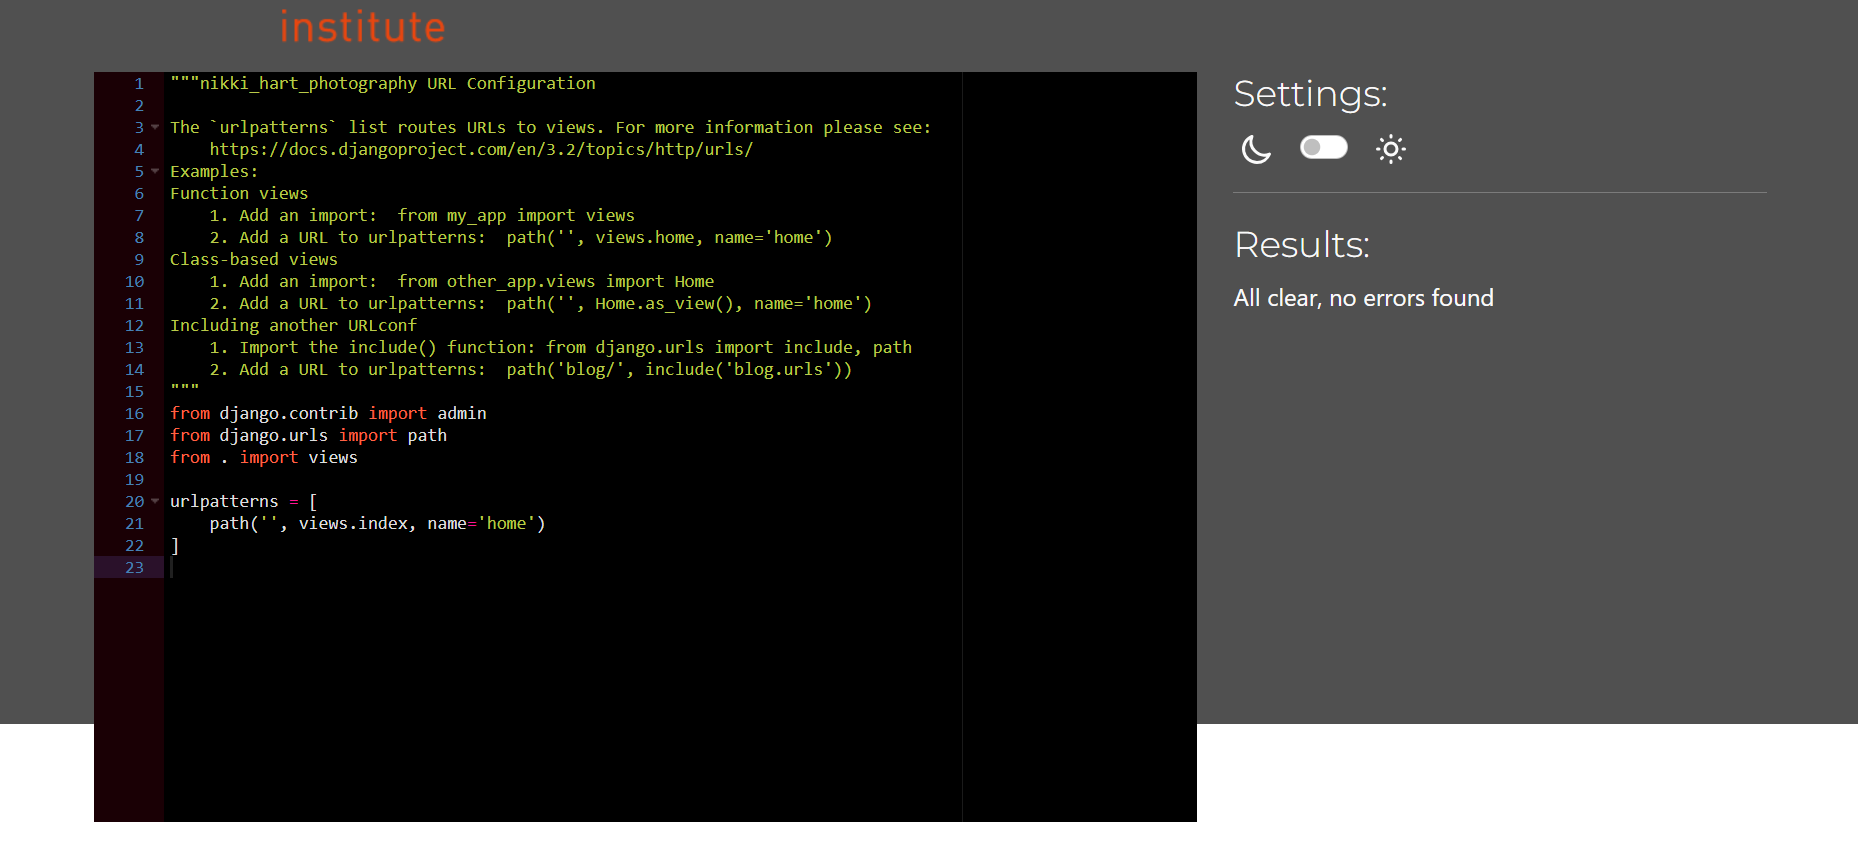 institute
1 """nikki_hart_photography URL Configuration
2
3 The `urlpatterns` list routes URLs to views. For more information please see:
4     https://docs.djangoproject.com/en/3.2/topics/http/urls/
5 Examples:
6 Function views
7     1. Add an import:  from my_app import views
8     2. Add a URL to urlpatterns:  path('', views.home, name='home')
9 Class-based views
10     1. Add an import:  from other_app.views import Home
11     2. Add a URL to urlpatterns:  path('', Home.as_view(), name='home')
12 Including another URLconf
13     1. Import the include() function: from django.urls import include, path
14     2. Add a URL to urlpatterns:  path('blog/', include('blog.urls'))
15 """
16 from django.contrib import admin
17 from django.urls import path
18 from . import views
19
20 urlpatterns = [
21     path('', views.index, name='home')
22 ]
23
Settings:
Results:
All clear, no errors found